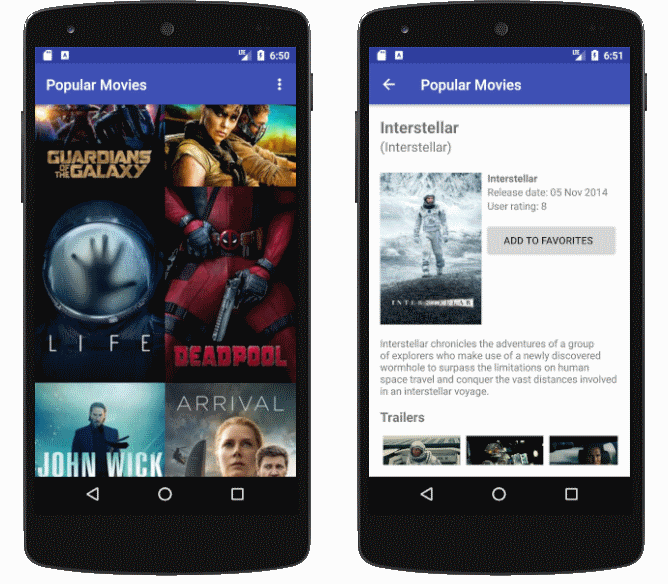 6:50
Popular Movies
GUARDIANS
OF THE GALAXY
LIFE
DEADPOOL
JOHN WICK
ARRIVAL
6:51
Popular Movies
Interstellar
(Interstellar)
Interstellar
Release date: 05 Nov 2014
User rating: 8
ADD TO FAVORITES
INTERSTELLAR
Interstellar chronicles the adventures of a group
of explorers who make use of a newly discovered
wormhole to surpass the limitations on human
space travel and conquer the vast distances involved
in an interstellar voyage.
Trailers